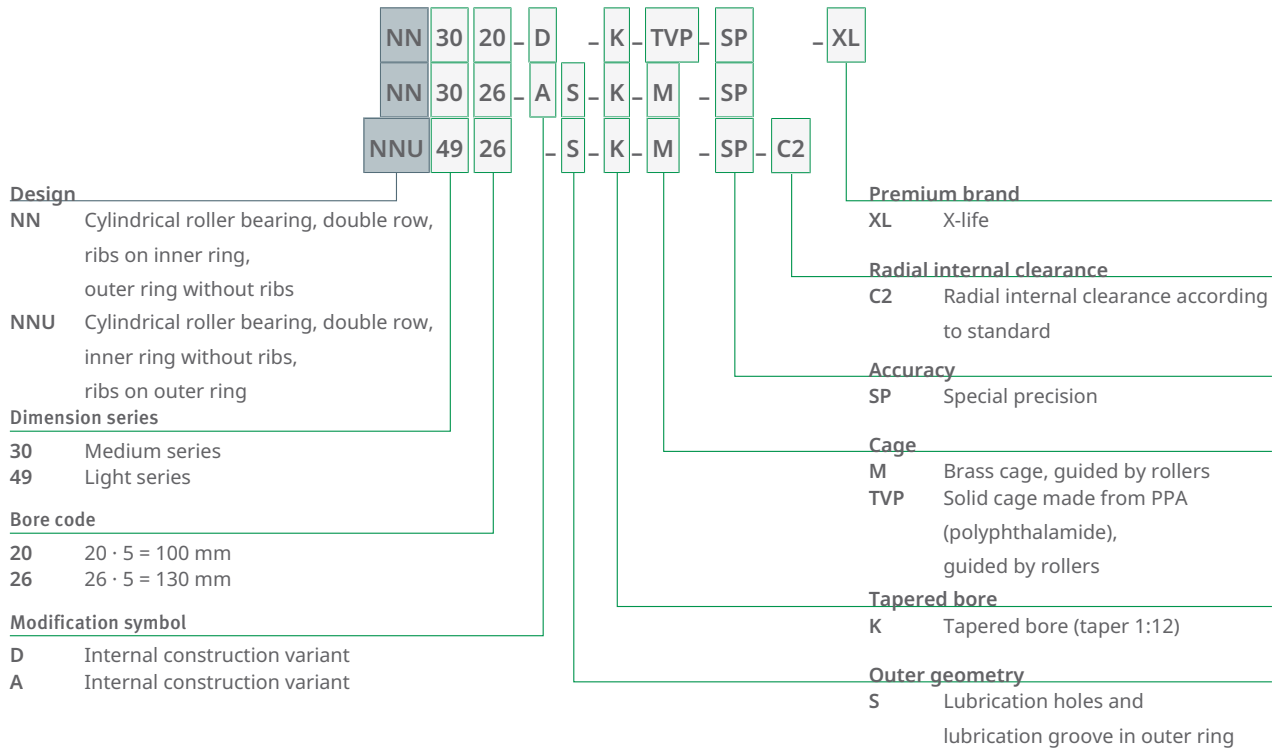 NN 30 20 – D – K – TVP – SP – XL
NN 30 26 – A S – K – M – SP
NNU 49 26 – S – K – M – SP – C2
Design
NN Cylindrical roller bearing, double row,
ribs on inner ring,
outer ring without ribs
NNU Cylindrical roller bearing, double row,
inner ring without ribs,
ribs on outer ring
Dimension series
30 Medium series
49 Light series
Bore code
20 20 · 5 = 100 mm
26 26 · 5 = 130 mm
Modification symbol
D Internal construction variant
A Internal construction variant
Premium brand
XL X-life
Radial internal clearance
C2 Radial internal clearance according
to standard
Accuracy
SP Special precision
Cage
M Brass cage, guided by rollers
TVP Solid cage made from PPA
(polyphthalamide),
guided by rollers
Tapered bore
K Tapered bore (taper 1:12)
Outer geometry
S Lubrication holes and
lubrication groove in outer ring